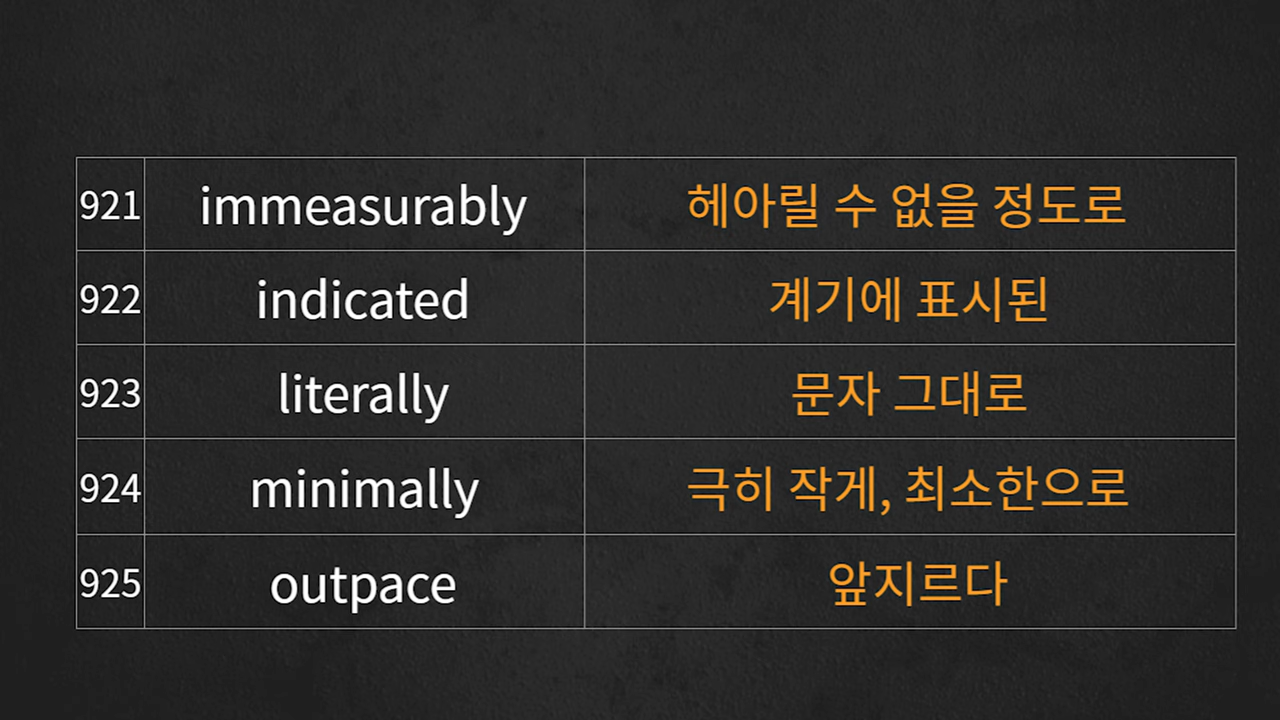 921 immeasurably 헤아릴 수 없을 정도로
922 indicated 계기에 표시된
923 literally 문자 그대로
924 minimally 극히 작게, 최소한으로
925 outpace 앞지르다